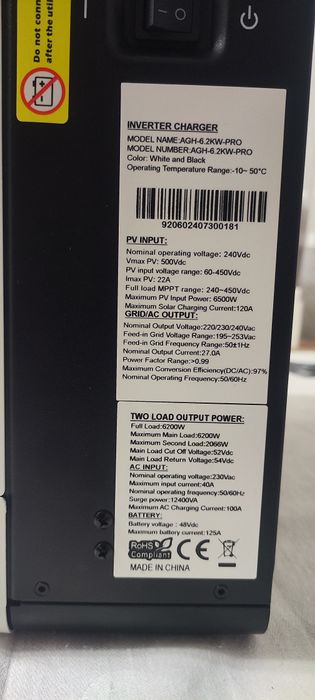 Do not conn
after the uti
INVERTER CHARGER
MODEL NAME:AGH-6.2KW-PRO
MODEL NUMBER:AGH-6.2KW-PRO
Color: White and Black
Operating Temperature Range:-10~ 50°C
920602407300181
PV INPUT:
Nominal operating voltage: 240Vdc
Vmax PV: 500Vdc
PV input voltage range: 60-450Vdc
Imax PV: 22A
Full load MPPT range: 240~450Vdc
Maximum PV Input Power: 6500W
Maximum Solar Charging Current:120A
GRID/AC OUTPUT:
Nominal Output Voltage:220/230/240Vac
Feed-in Grid Voltage Range:195~253Vac
Feed-in Grid Frequency Range:50±1Hz
Nominal Output Current:27.0A
Power Factor Range:>0.99
Maximum Conversion Efficiency(DC/AC):97%
Nominal Operating Frequency:50/60Hz
TWO LOAD OUTPUT POWER:
Full Load:6200W
Maximum Main Load:6200W
Maximum Second Load:2066W
Main Load Cut Off Voltage:52Vdc
Main Load Return Voltage:54Vdc
AC INPUT:
Nominal operating voltage:230Vac
Maximum input current:40A
Nominal operating frequency:50/60Hz
Surge power:12400VA
Maximum AC Charging Current:100A
BATTERY:
Battery voltage : 48Vdc
Maximum battery current:125A
RoHS
Compliant
CE
MADE IN CHINA